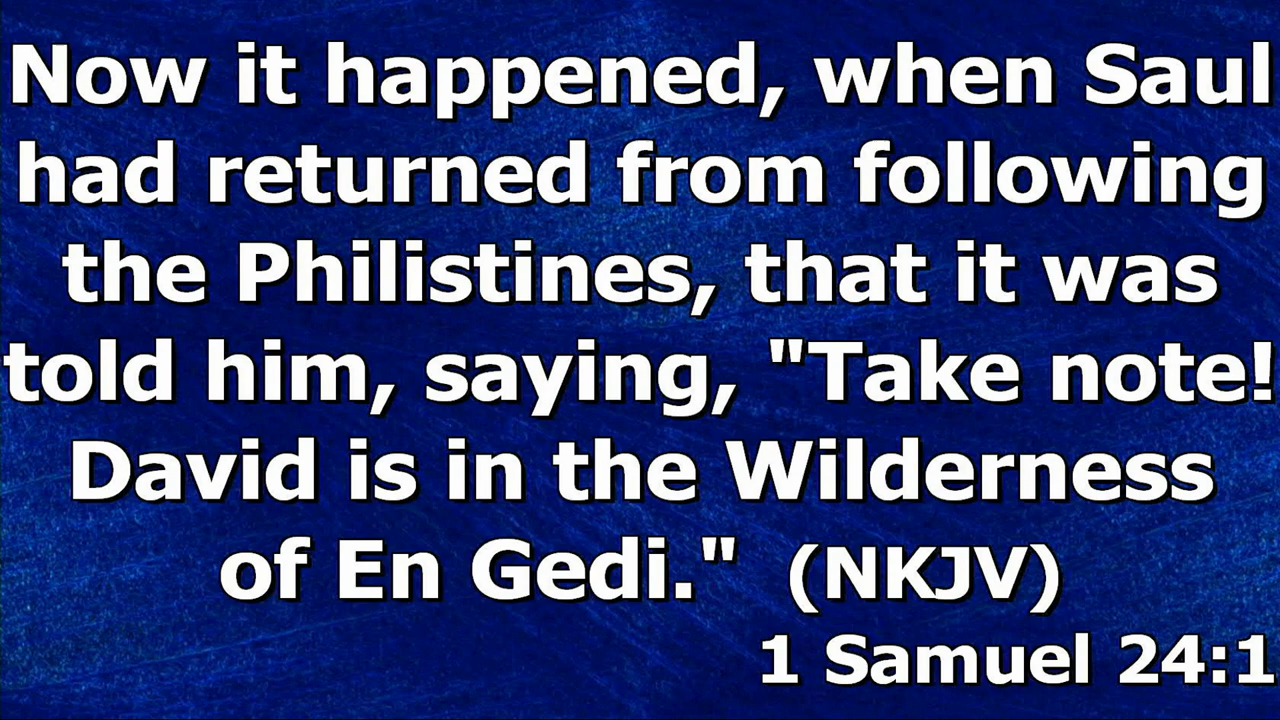 Now it happened, when Saul
had returned from following
the Philistines, that it was
told him, saying, "Take note!
David is in the Wilderness
of En Gedi." (NKJV)
1 Samuel 24:1